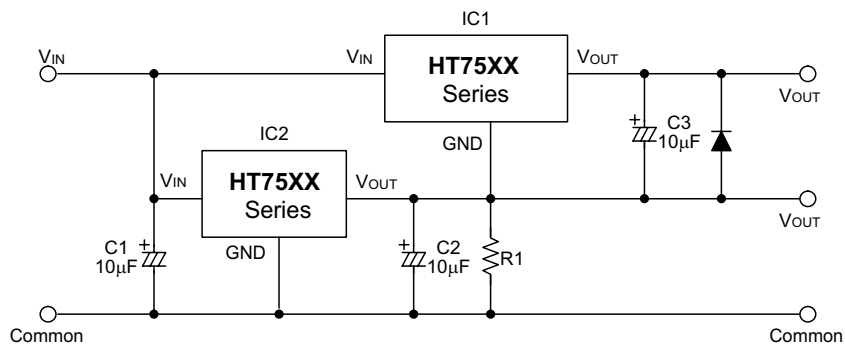 IC1
VIN
VIN
HT75XX
Series
VOUT
VOUT
GND
C3
10μF
IC2
VIN
HT75XX
Series
VOUT
VOUT
GND
C1
10μF
C2
10μF
R1
Common
Common